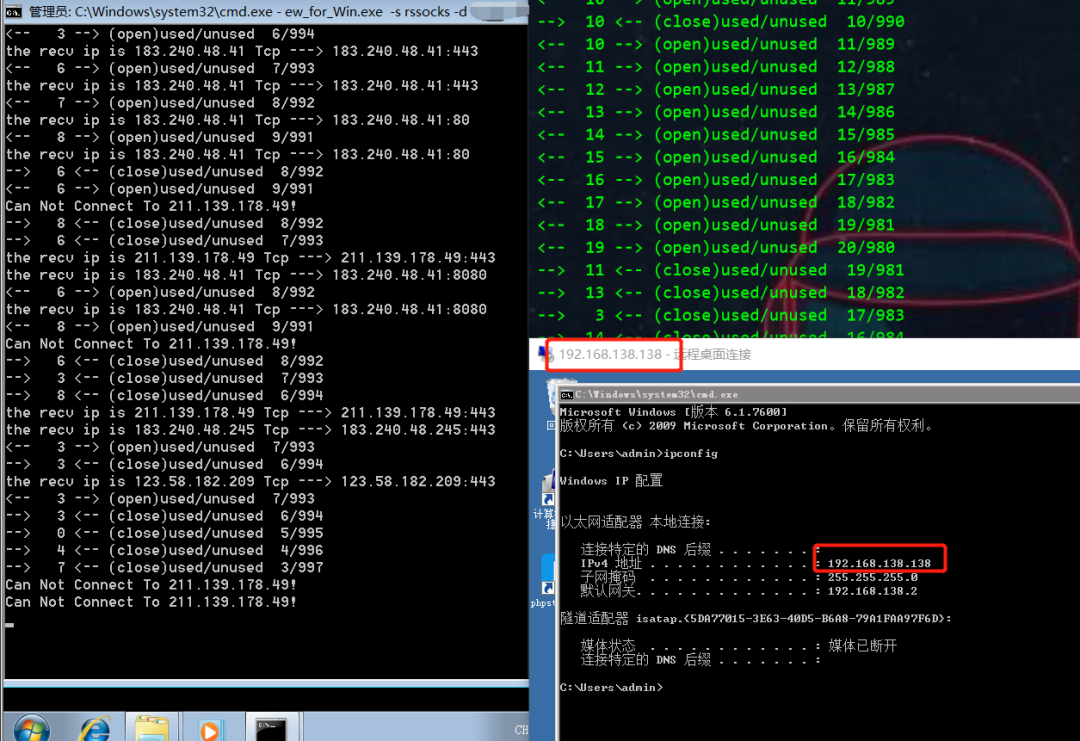 管理员: C:\Windows\system32\cmd.exe - ew_for_Win.exe -s rssocks -d
<-- 3 --> (open)used/unused 6/994
the recv ip is 183.240.48.41 Tcp ---> 183.240.48.41:443
<-- 6 --> (open)used/unused 7/993
the recv ip is 183.240.48.41 Tcp ---> 183.240.48.41:443
<-- 7 --> (open)used/unused 8/992
the recv ip is 183.240.48.41 Tcp ---> 183.240.48.41:80
<-- 8 --> (open)used/unused 9/991
the recv ip is 183.240.48.41 Tcp ---> 183.240.48.41:80
--> 6 <-- (close)used/unused 8/992
<-- 6 --> (open)used/unused 9/991
Can Not Connect To 211.139.178.49!
--> 8 <-- (close)used/unused 8/992
--> 6 <-- (close)used/unused 7/993
the recv ip is 211.139.178.49 Tcp ---> 211.139.178.49:443
the recv ip is 183.240.48.41 Tcp ---> 183.240.48.41:8080
<-- 6 --> (open)used/unused 8/992
the recv ip is 183.240.48.41 Tcp ---> 183.240.48.41:8080
<-- 8 --> (open)used/unused 9/991
Can Not Connect To 211.139.178.49!
--> 6 <-- (close)used/unused 8/992
--> 3 <-- (close)used/unused 7/993
--> 8 <-- (close)used/unused 6/994
the recv ip is 211.139.178.49 Tcp ---> 211.139.178.49:443
the recv ip is 183.240.48.245 Tcp ---> 183.240.48.245:443
<-- 3 --> (open)used/unused 7/993
--> 3 <-- (close)used/unused 6/994
the recv ip is 123.58.182.209 Tcp ---> 123.58.182.209:443
<-- 3 --> (open)used/unused 7/993
--> 3 <-- (close)used/unused 6/994
--> 0 <-- (close)used/unused 5/995
--> 4 <-- (close)used/unused 4/996
--> 7 <-- (close)used/unused 3/997
Can Not Connect To 211.139.178.49!
Can Not Connect To 211.139.178.49!
CH
<-- 10 --> (open)used/unused 11/989
--> 10 <-- (close)used/unused 10/990
<-- 10 --> (open)used/unused 11/989
<-- 11 --> (open)used/unused 12/988
<-- 12 --> (open)used/unused 13/987
<-- 13 --> (open)used/unused 14/986
<-- 14 --> (open)used/unused 15/985
<-- 15 --> (open)used/unused 16/984
<-- 16 --> (open)used/unused 17/983
<-- 17 --> (open)used/unused 18/982
<-- 18 --> (open)used/unused 19/981
<-- 19 --> (open)used/unused 20/980
--> 11 <-- (close)used/unused 19/981
--> 13 <-- (close)used/unused 18/982
--> 3 <-- (close)used/unused 17/983
--> 14 <-- (close)used/unused 16/984
192.168.138.138 - 远程桌面连接
C:\Windows\system32\cmd.exe
Microsoft Windows [版本 6.1.7600]
版权所有 (c) 2009 Microsoft Corporation。保留所有权利。
C:\Users\admin>ipconfig
Windows IP 配置
以太网适配器 本地连接:
连接特定的 DNS 后缀 . . . . . . . :
IPv4 地址 . . . . . . . . . . . . : 192.168.138.138
子网掩码 . . . . . . . . . . . . : 255.255.255.0
默认网关. . . . . . . . . . . . . : 192.168.138.2
隧道适配器 isatap.{5DA77015-3E63-40D5-B6A8-79A1FAA97F6D}:
媒体状态 . . . . . . . . . . . . : 媒体已断开
连接特定的 DNS 后缀 . . . . . . . :
C:\Users\admin>